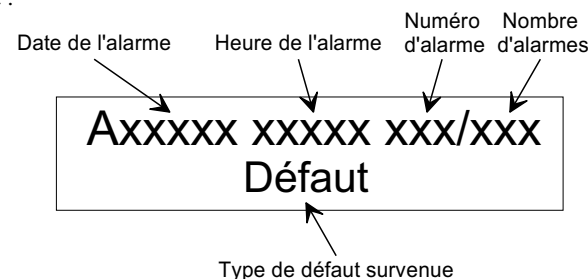 Numéro Nombre
Date de l'alarme Heure de l'alarme d'alarme d'alarmes
Axxxxx xxxxx xxx/xxx
Défaut
Type de défaut survenue